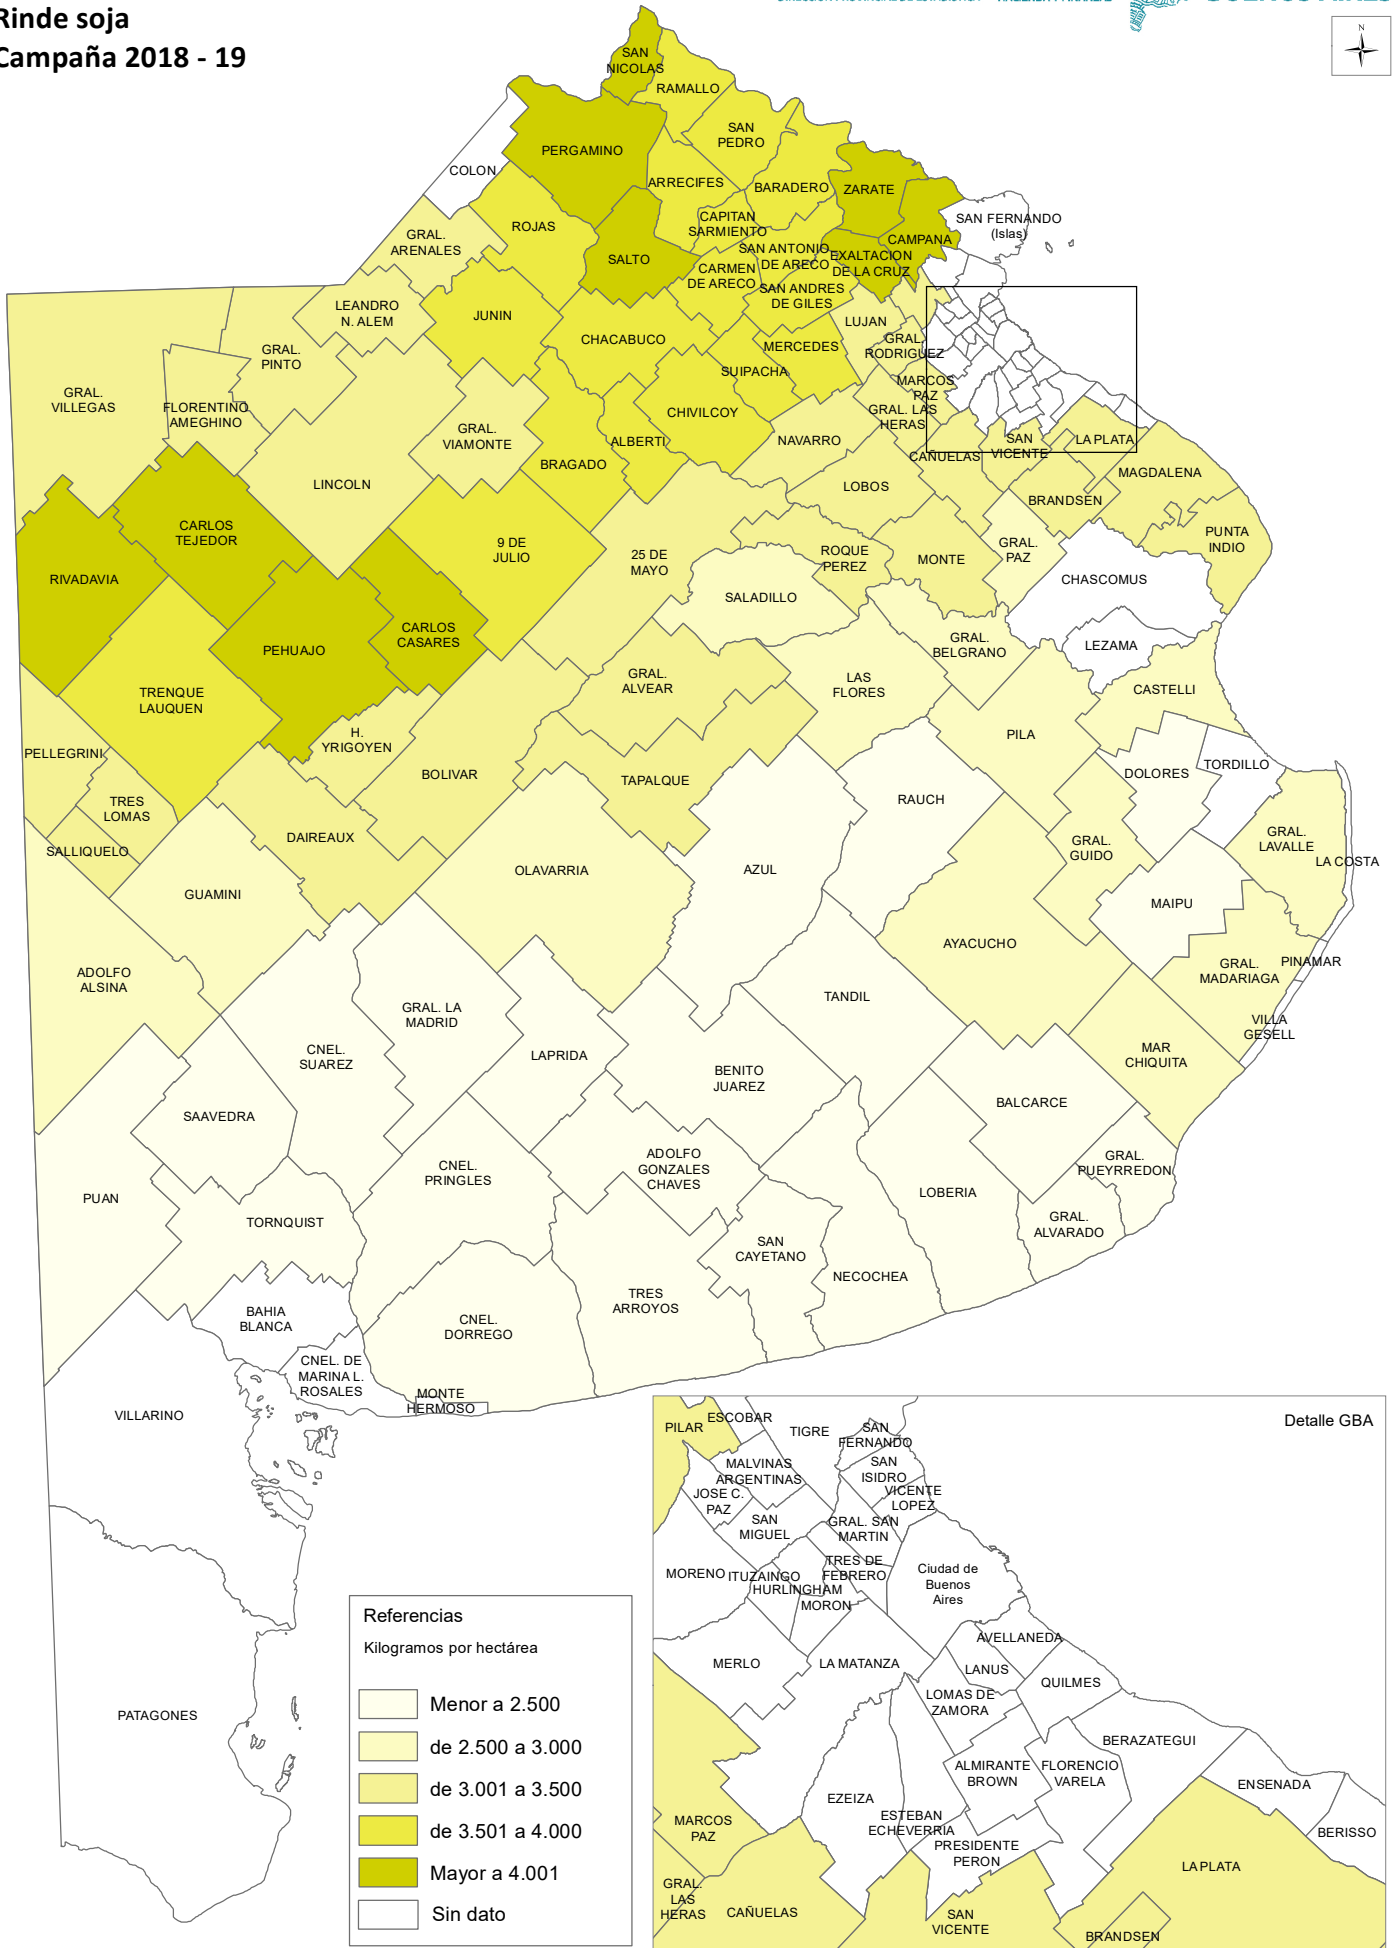 Rinde soja
Campaña 2018 - 19
N
SAN
NICOLAS
RAMALLO
SAN
PEDRO
PERGAMINO
COLON
ARRECIFES
BARADERO
ZARATE
SAN FERNANDO
(Islas)
CAPITAN
SARMIENTO
ROJAS
GRAL.
ARENALES
SALTO
CARMEN
DE ARECO
SAN ANTONIO
DE ARECO
EXALTACION
DE LA CRUZ
CAMPANA
SAN ANDRES
DE GILES
LEANDRO
N. ALEM
JUNIN
CHACABUCO
MERCEDES
LUJAN
GRAL.
RODRIGUEZ
GRAL.
PINTO
SUIPACHA
MARCOS
PAZ
GRAL.
VILLEGAS
FLORENTINO
AMEGHINO
GRAL.
VIAMONTE
CHIVILCOY
ALBERTI
NAVARRO
GRAL. LAS
HERAS
CAÑUELAS
SAN
VICENTE
LA PLATA
LINCOLN
BRAGADO
LOBOS
BRANDSEN
MAGDALENA
CARLOS
TEJEDOR
9 DE
JULIO
25 DE
MAYO
ROQUE
PEREZ
MONTE
GRAL.
PAZ
PUNTA
INDIO
RIVADAVIA
SALADILLO
CHASCOMUS
PEHUAJO
CARLOS
CASARES
GRAL.
BELGRANO
LEZAMA
TRENQUE
LAUQUEN
GRAL.
ALVEAR
LAS
FLORES
CASTELLI
PELLEGRINI
H.
YRIGOYEN
BOLIVAR
TAPALQUE
PILA
DOLORES
TORDILLO
TRES
LOMAS
RAUCH
SALLIQUELO
DAIREAUX
GRAL.
GUIDO
GRAL.
LAVALLE
LA COSTA
GUAMINI
OLAVARRIA
AZUL
MAIPU
AYACUCHO
ADOLFO
ALSINA
GRAL.
MADARIAGA
PINAMAR
GRAL. LA
MADRID
TANDIL
VILLA
GESELL
CNEL.
SUAREZ
LAPRIDA
BENITO
JUAREZ
MAR
CHIQUITA
SAAVEDRA
BALCARCE
ADOLFO
GONZALES
CHAVES
CNEL.
PRINGLES
GRAL.
PUEYRREDON
PUAN
LOBERIA
TORNQUIST
GRAL.
ALVARADO
SAN
CAYETANO
NECOCHEA
BAHIA
BLANCA
CNEL.
DORREGO
TRES
ARROYOS
CNEL. DE
MARINA L.
ROSALES
MONTE
HERMOSO
VILLARINO
PATAGONES
Detalle GBA
PILAR
ESCOBAR
TIGRE
SAN
FERNANDO
MALVINAS
ARGENTINAS
SAN
ISIDRO
JOSE C.
PAZ
VICENTE
LOPEZ
SAN
MIGUEL
GRAL. SAN
MARTIN
MORENO
ITUZAINGO
HURLINGHAM
TRES DE
FEBRERO
MORON
Ciudad de
Buenos
Aires
AVELLANEDA
MERLO
LA MATANZA
LANUS
QUILMES
LOMAS DE
ZAMORA
BERAZATEGUI
ALMIRANTE
BROWN
FLORENCIO
VARELA
EZEIZA
ENSENADA
ESTEBAN
ECHEVERRIA
MARCOS
PAZ
PRESIDENTE
PERON
BERISSO
LA PLATA
GRAL.
LAS
HERAS
CAÑUELAS
SAN
VICENTE
BRANDSEN
Referencias
Kilogramos por hectárea
Menor a 2.500
de 2.500 a 3.000
de 3.001 a 3.500
de 3.501 a 4.000
Mayor a 4.001
Sin dato